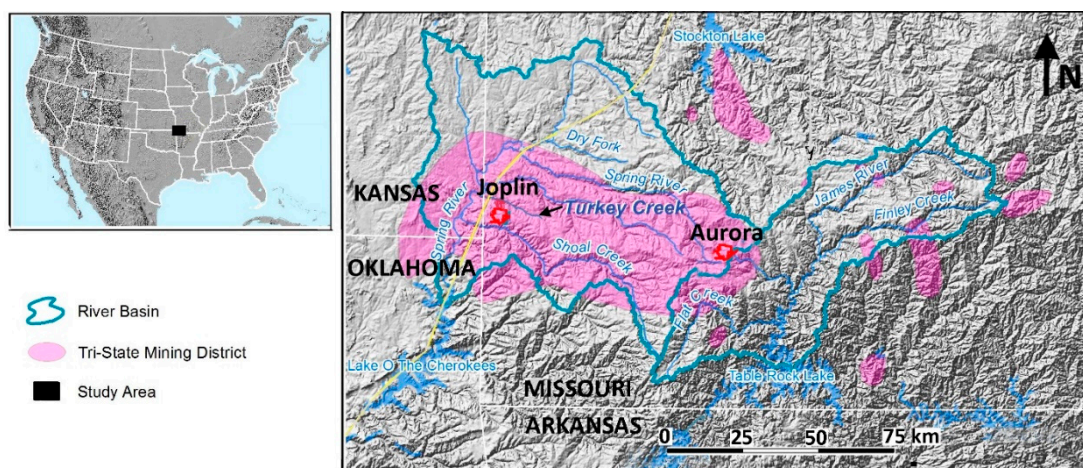 River Basin
Tri-State Mining District
Study Area
Stockton Lake
N
Dry Fork
Spring River
James River
KANSAS
Joplin
Turkey Creek
Finley Creek
Spring River
Aurora
Shoal Creek
OKLAHOMA
Flat Creek
Lake O The Cherokees
MISSOURI
Table Rock Lake
ARKANSAS
0 25 50 75 km